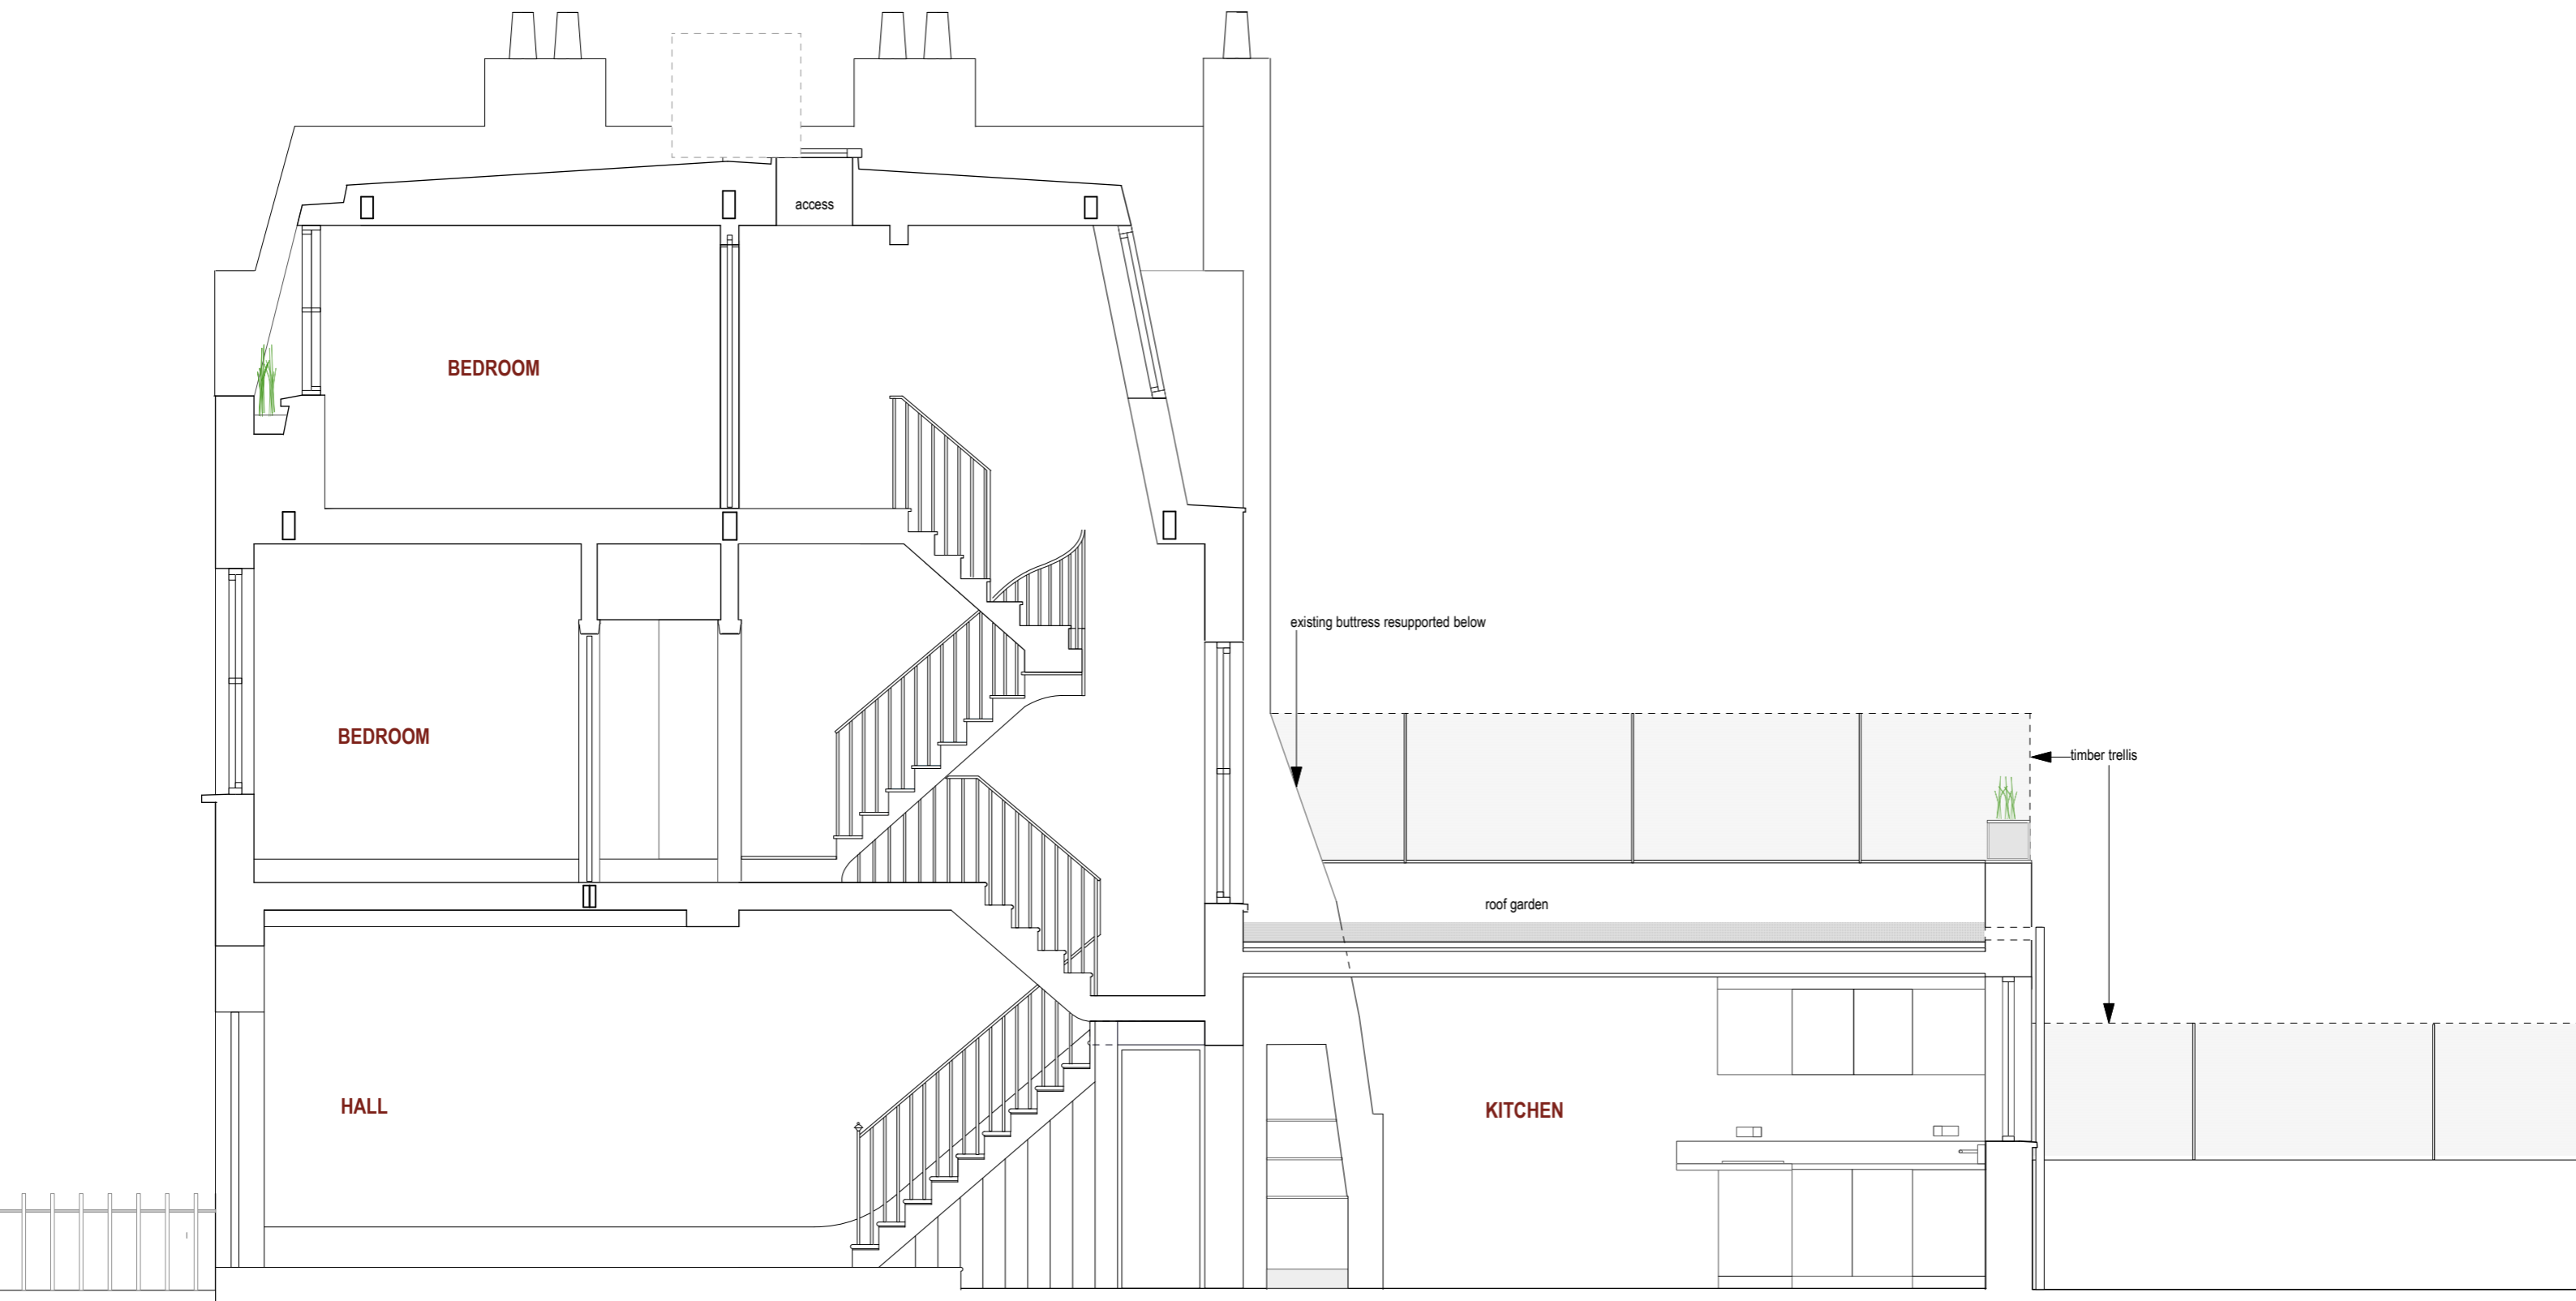 access
BEDROOM
existing buttress resupported below
BEDROOM
timber trellis
roof garden
HALL
KITCHEN